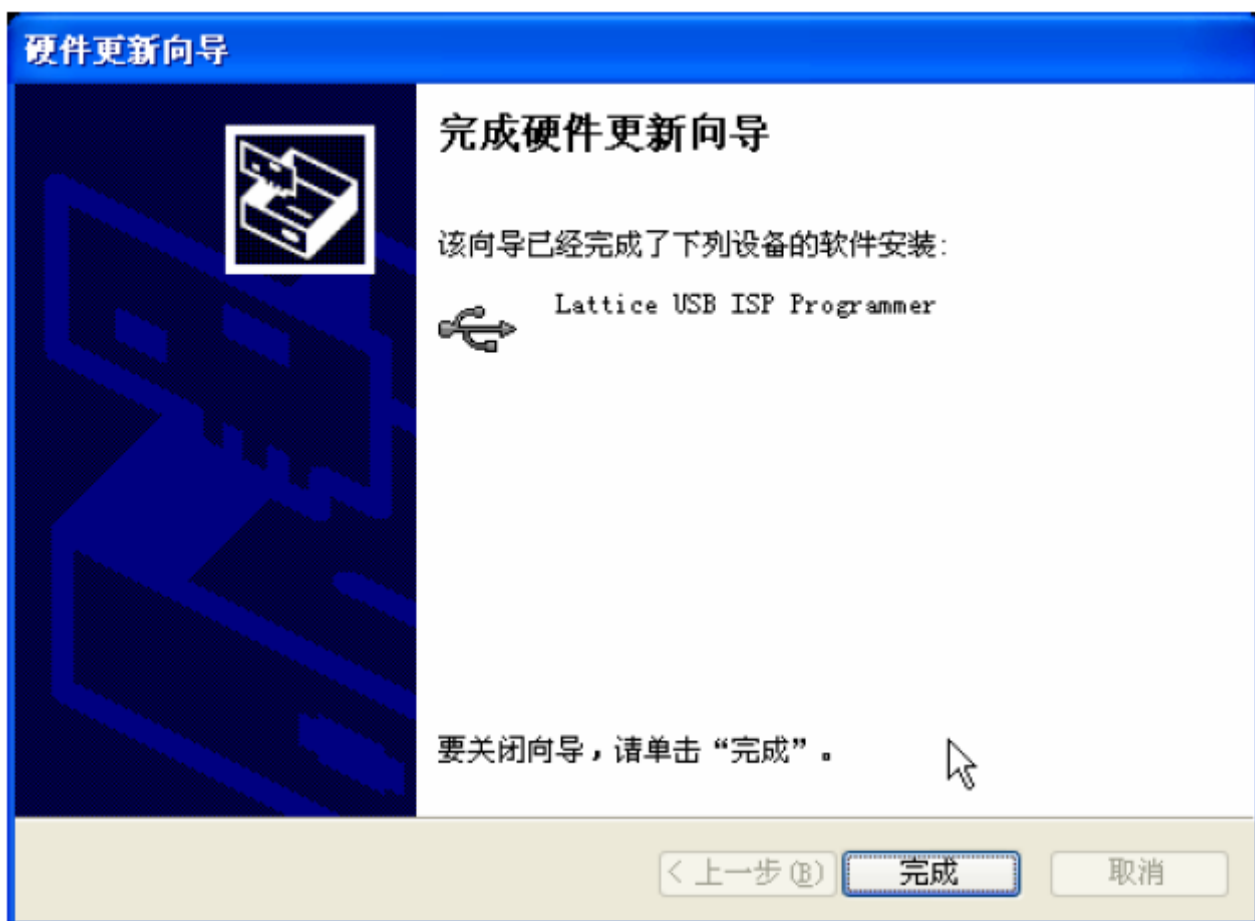 硬件更新向导
完成硬件更新向导
该向导已经完成了下列设备的软件安装:
Lattice USB ISP Programmer
要关闭向导，请单击“完成”。
< 上一步(B)
完成
取消